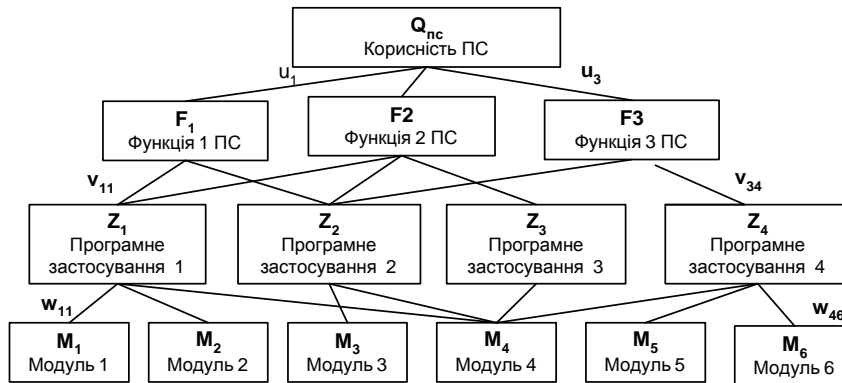 Qпс
Корисність ПС
u1
u3
F1
Функція 1 ПС
F2
Функція 2 ПС
F3
Функція 3 ПС
v11
v34
Z1
Програмне
застосування 1
Z2
Програмне
застосування 2
Z3
Програмне
застосування 3
Z4
Програмне
застосування 4
w11
w46
M1
Модуль 1
M2
Модуль 2
M3
Модуль 3
M4
Модуль 4
M5
Модуль 5
M6
Модуль 6